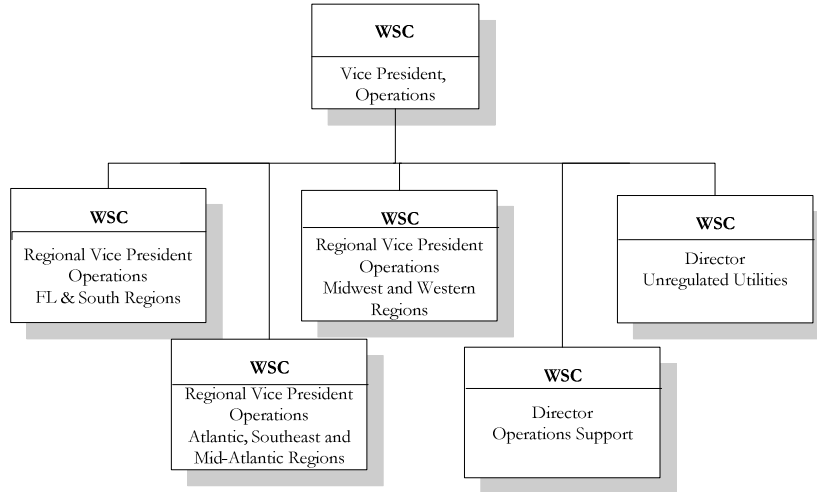 WSC
Vice President,
Operations
WSC
Regional Vice President
Operations
FL & South Regions
WSC
Regional Vice President
Operations
Midwest and Western
Regions
WSC
Director
Unregulated Utilities
WSC
Regional Vice President
Operations
Atlantic, Southeast and
Mid-Atlantic Regions
WSC
Director
Operations Support